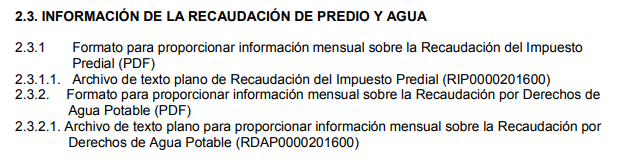 2.3. INFORMACIÓN DE LA RECAUDACIÓN DE PREDIO Y AGUA
2.3.1 Formato para proporcionar información mensual sobre la Recaudación del Impuesto
Predial (PDF)
2.3.1.1. Archivo de texto plano de Recaudación del Impuesto Predial (RIP0000201600)
2.3.2. Formato para proporcionar información mensual sobre la Recaudación por Derechos de
Agua Potable (PDF)
2.3.2.1. Archivo de texto plano para proporcionar información mensual sobre la Recaudación por
Derechos de Agua Potable (RDAP0000201600)